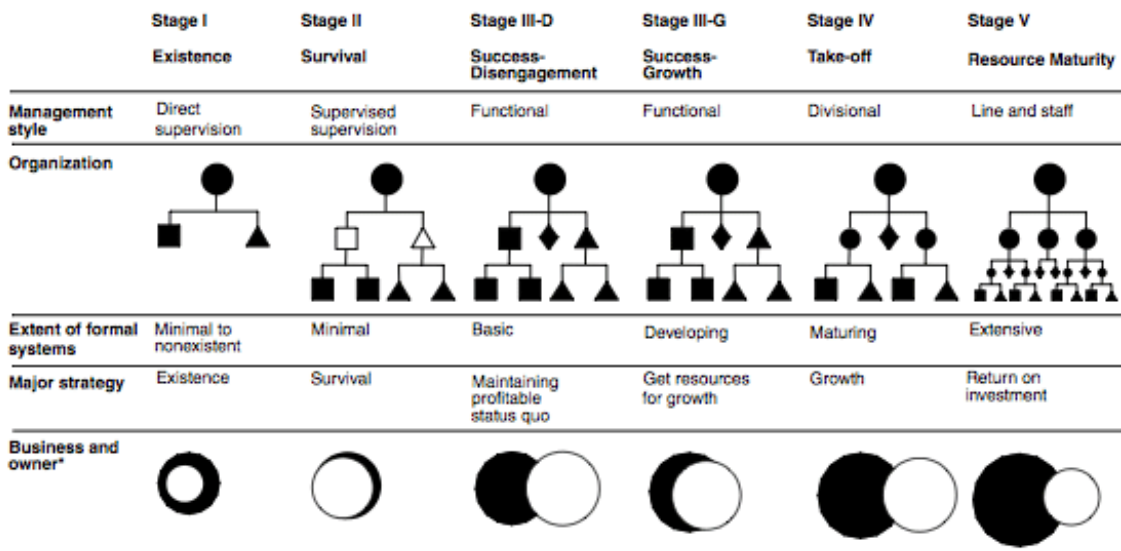 Stage I Stage II Stage III-D Stage III-G Stage IV Stage V
Existence Survival Success- Success- Take-off Resource Maturity
Disengagement Growth
Management Direct Supervised Functional Functional Divisional Line and staff
style supervision supervision
Organization
Extent of formal Minimal to Minimal Basic Developing Maturing Extensive
systems nonexistent
Major strategy Existence Survival Maintaining Get resources Growth Return on
profitable for growth investment
status quo
Business and
owner*